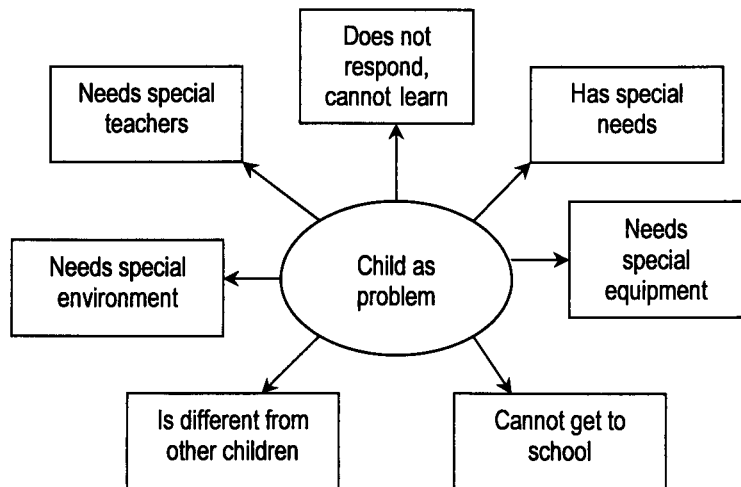 Does not
respond,
cannot learn
Needs special
teachers
Has special
needs
Needs special
environment
Child as
problem
Needs
special
equipment
Is different from
other children
Cannot get to
school